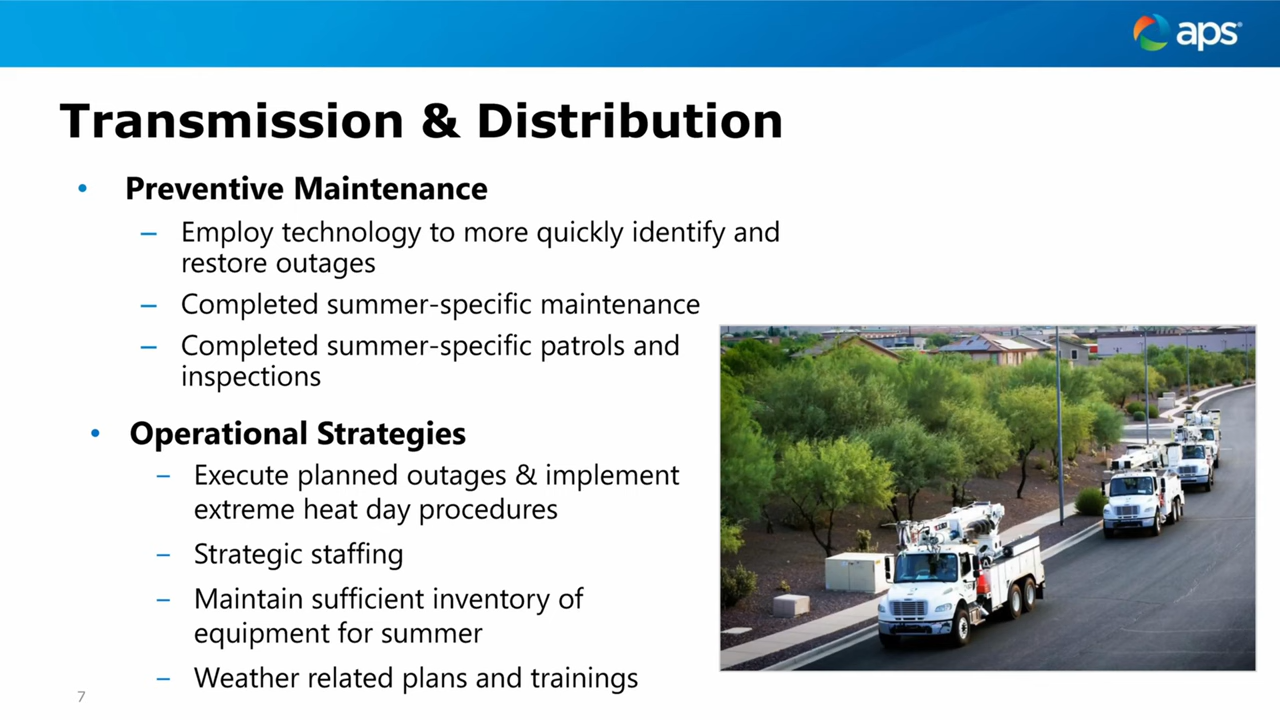 aps
Transmission & Distribution
• Preventive Maintenance
– Employ technology to more quickly identify and
restore outages
– Completed summer-specific maintenance
– Completed summer-specific patrols and
inspections
• Operational Strategies
– Execute planned outages & implement
extreme heat day procedures
– Strategic staffing
– Maintain sufficient inventory of
equipment for summer
– Weather related plans and trainings
7